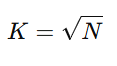 K = √N